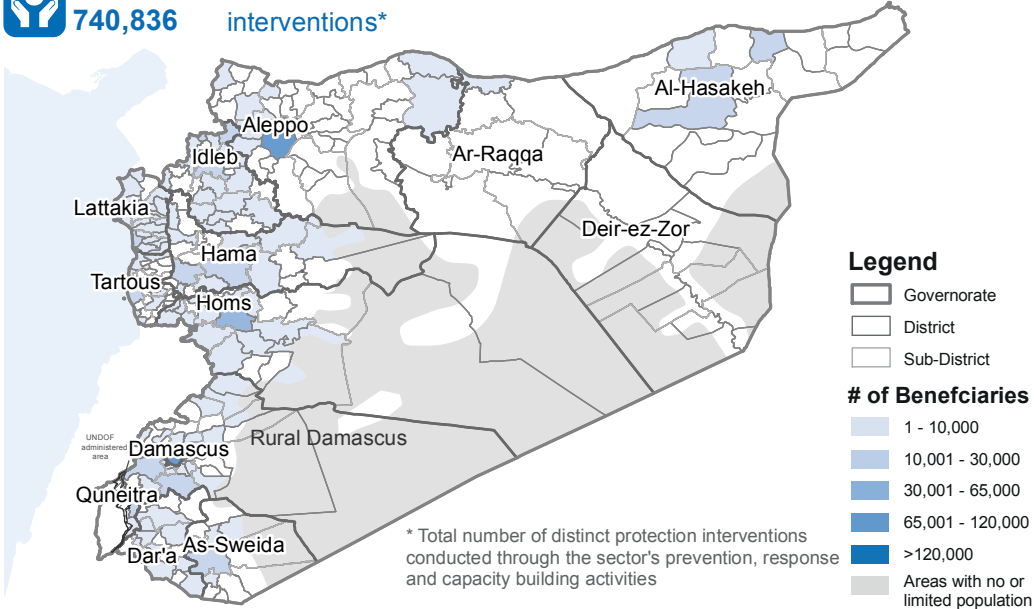 740,836 interventions*
Al-Hasakeh
Aleppo
Ar-Raqqa
Idleb
Lattakia
Deir-ez-Zor
Hama
Tartous
Homs
Rural Damascus
UNDOF
administered
area
Damascus
Quneitra
Dar'a
As-Sweida
* Total number of distinct protection interventions
conducted through the sector's prevention, response
and capacity building activities
Legend
Governorate
District
Sub-District
# of Benefciaries
1 - 10,000
10,001 - 30,000
30,001 - 65,000
65,001 - 120,000
>120,000
Areas with no or
limited population